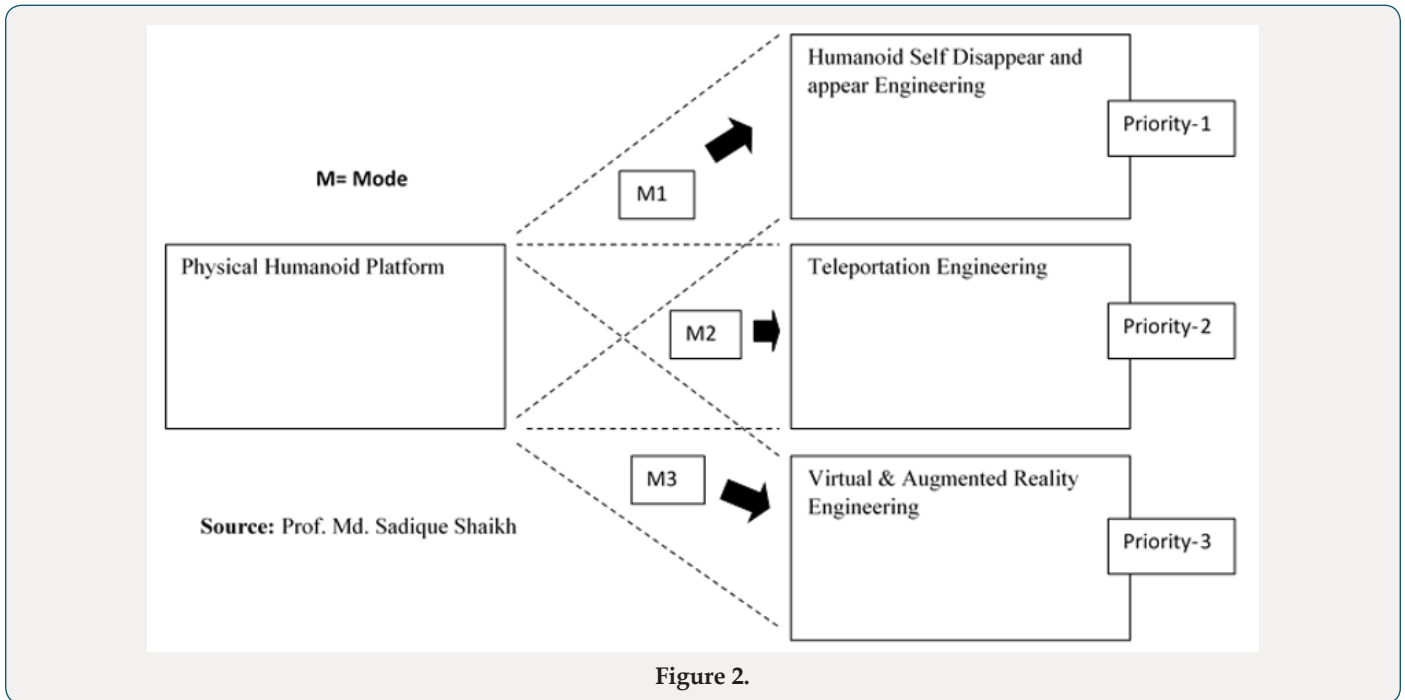 Humanoid Self Disappear and
appear Engineering
Priority-1
M= Mode
M1
Physical Humanoid Platform
Teleportation Engineering
M2
Priority-2
M3
Virtual & Augmented Reality
Engineering
Source: Prof. Md. Sadique Shaikh
Priority-3
Figure 2.